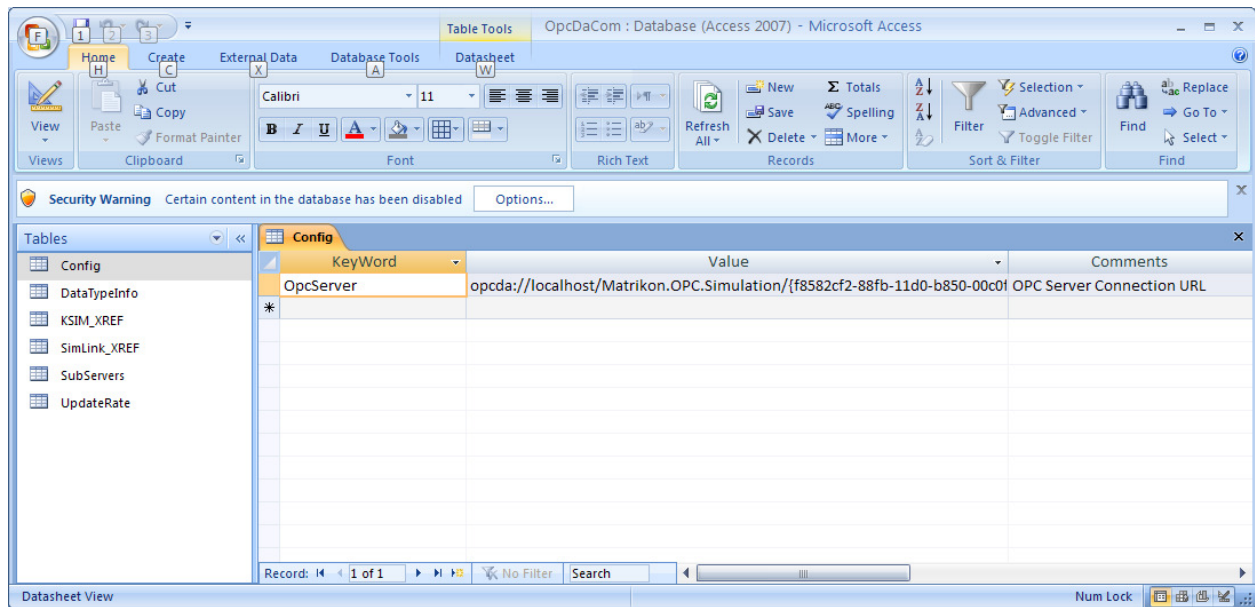 Table Tools OpcDaCom : Database (Access 2007) - Microsoft Access
F 1 2 3
Home Create External Data Database Tools Datasheet
H C X A W
View
Views
Paste
Cut
Copy
Format Painter
Clipboard
Calibri 11
B I U A
Font
Rich Text
Refresh All
New
Save
Delete
Σ Totals
ABC Spelling
More
Records
A Z
Z A
Filter
Selection
Advanced
Toggle Filter
Sort & Filter
Find
Replace
Go To
Select
Find
Security Warning Certain content in the database has been disabled Options...
Tables
Config
DataTypeInfo
KSIM_XREF
SimLink_XREF
SubServers
UpdateRate
Config
KeyWord Value Comments
OpcServer opcda://localhost/Matrikon.OPC.Simulation/{f8582cf2-88fb-11d0-b850-00c0f OPC Server Connection URL
Record: 1 of 1 No Filter Search
Datasheet View Num Lock